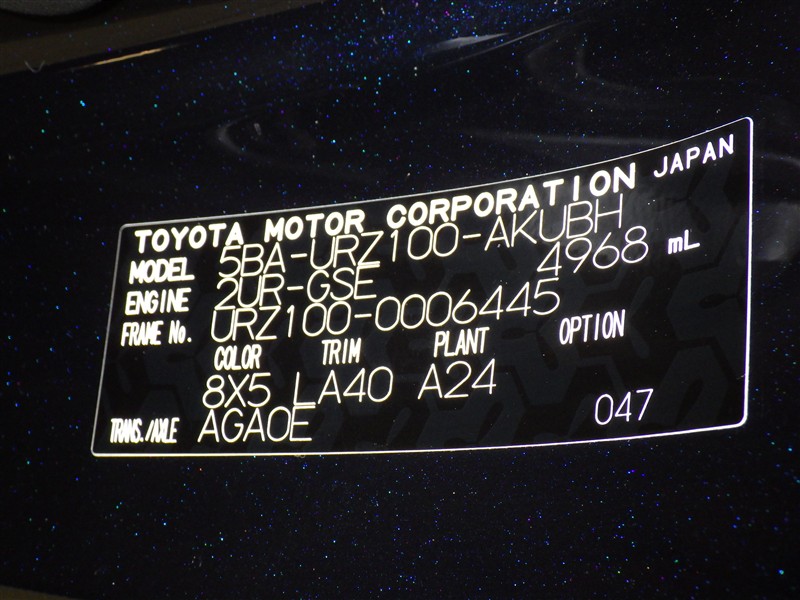 TOYOTA MOTOR CORPORATION JAPAN
MODEL 5BA-URZ100-AKUBH
ENGINE 2UR-GSE 4968 mL
FRAME No. URZ100-0006445
COLOR TRIM PLANT OPTION
8X5 LA40 A24
TRANS./AXLE AGA0E 047